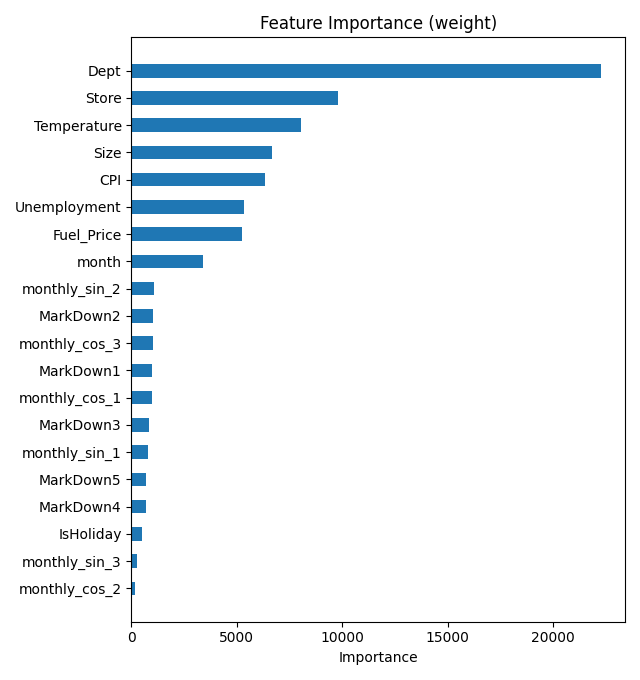 Feature Importance (weight)
Dept
Store
Temperature
Size
CPI
Unemployment
Fuel_Price
month
monthly_sin_2
MarkDown2
monthly_cos_3
MarkDown1
monthly_cos_1
MarkDown3
monthly_sin_1
MarkDown5
MarkDown4
IsHoliday
monthly_sin_3
monthly_cos_2
0 5000 10000 15000 20000
Importance